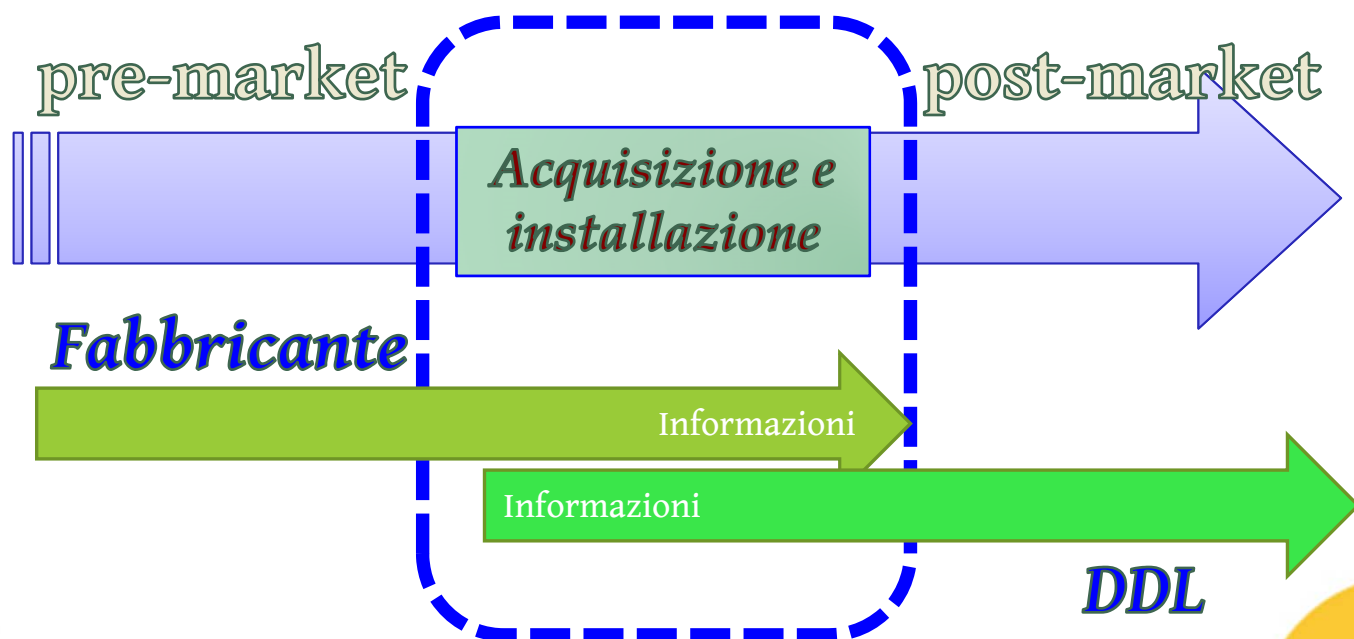 pre-market
post-market
Acquisizione e
installazione
Fabbricante
Informazioni
Informazioni
DDL